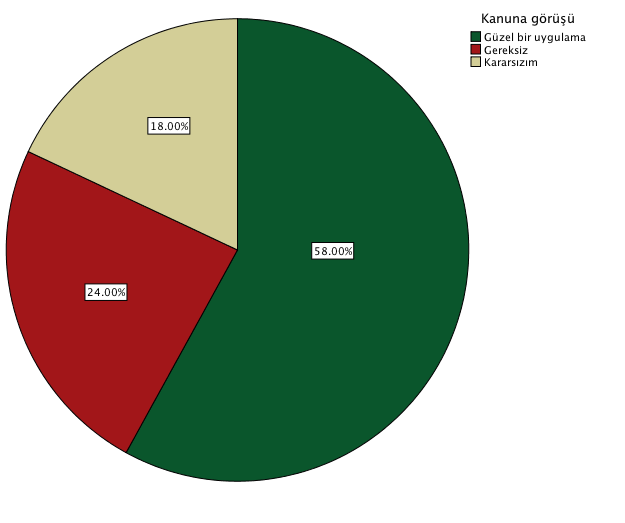 Kanuna görüşü
Güzel bir uygulama
Gereksiz
Kararsızım
18.00%
58.00%
24.00%